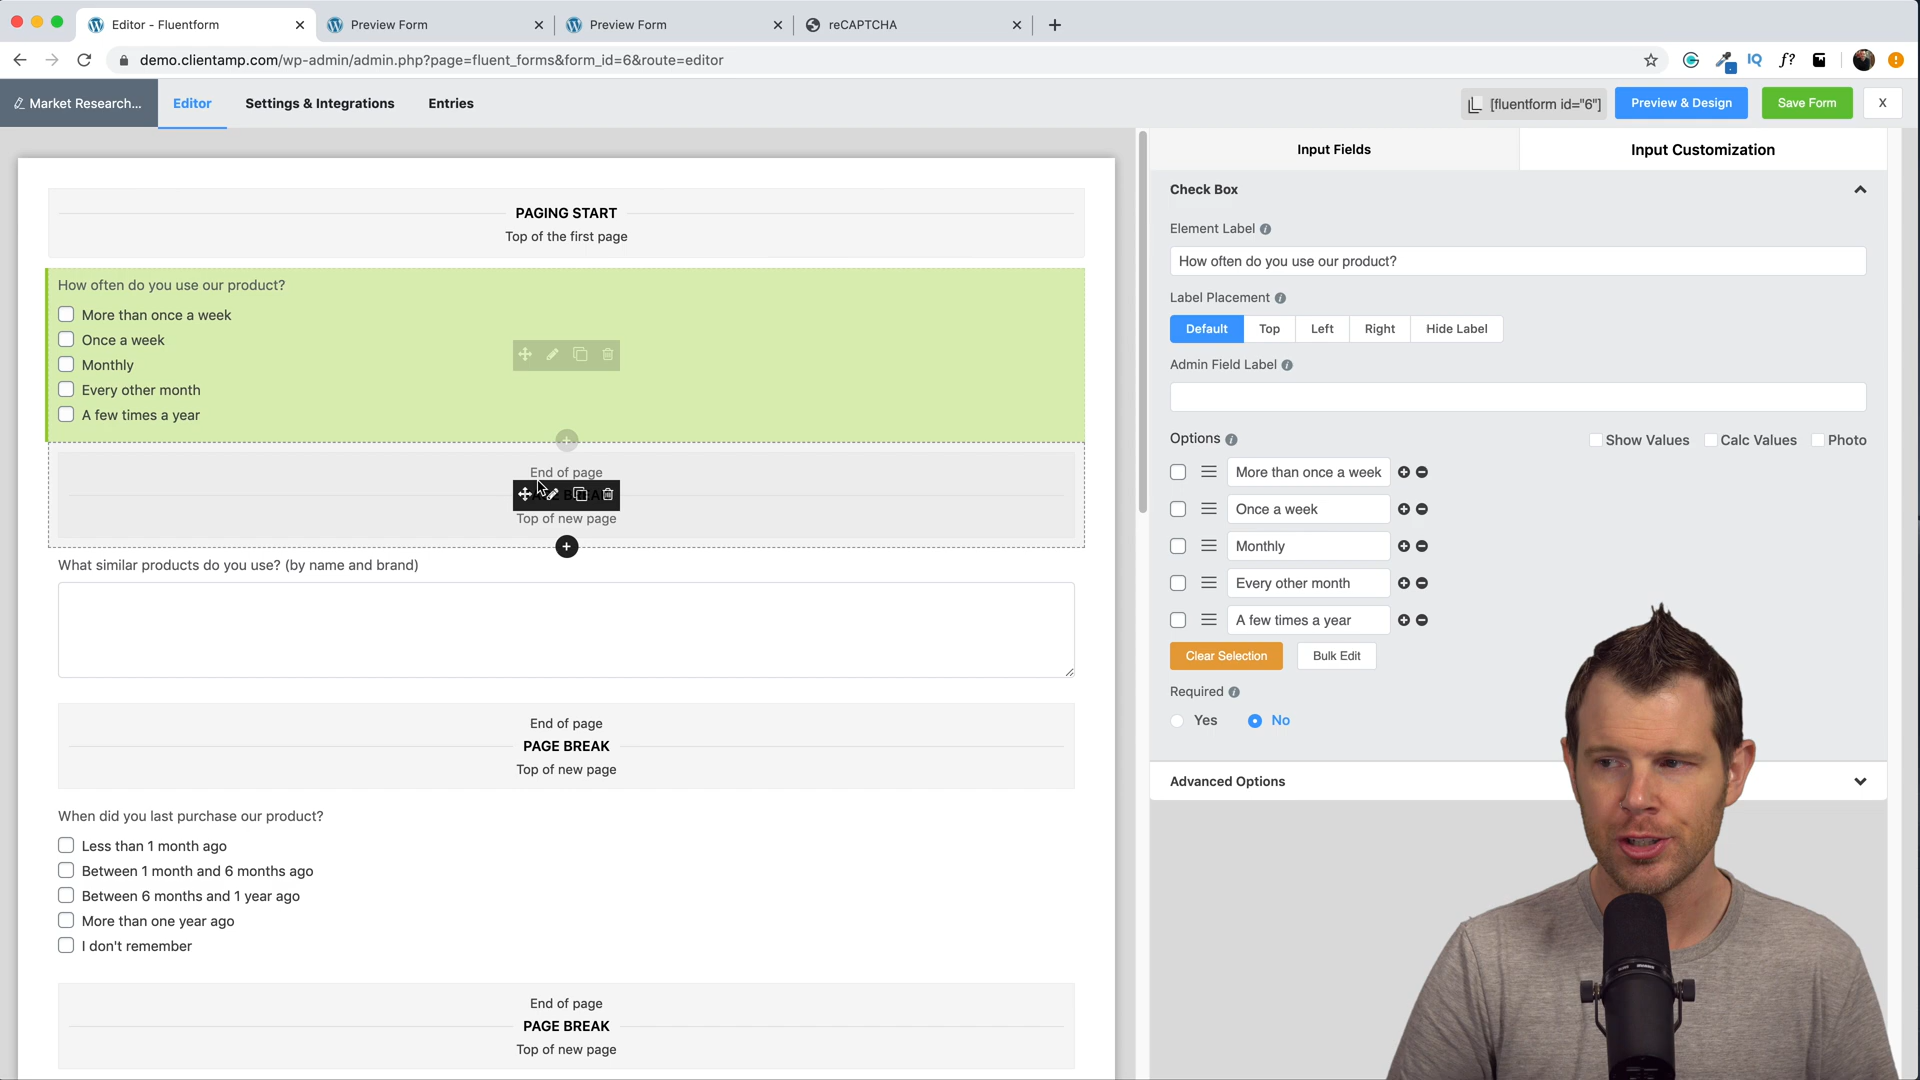 Editor - Fluentform
Preview Form
Preview Form
reCAPTCHA
demo.clientamp.com/wp-admin/admin.php?page=fluent_forms&form_id=6&route=editor
IQ
f?
Market Research...
Editor
Settings & Integrations
Entries
[fluentform id="6"]
Preview & Design
Save Form
X
PAGING START
Top of the first page
How often do you use our product?
More than once a week
Once a week
Monthly
Every other month
A few times a year
End of page
Top of new page
What similar products do you use? (by name and brand)
End of page
PAGE BREAK
Top of new page
When did you last purchase our product?
Less than 1 month ago
Between 1 month and 6 months ago
Between 6 months and 1 year ago
More than one year ago
I don't remember
End of page
PAGE BREAK
Top of new page
Input Fields
Input Customization
Check Box
Element Label
How often do you use our product?
Label Placement
Default
Top
Left
Right
Hide Label
Admin Field Label
Options
Show Values
Calc Values
Photo
More than once a week
Once a week
Monthly
Every other month
A few times a year
Clear Selection
Bulk Edit
Required
Yes
No
Advanced Options